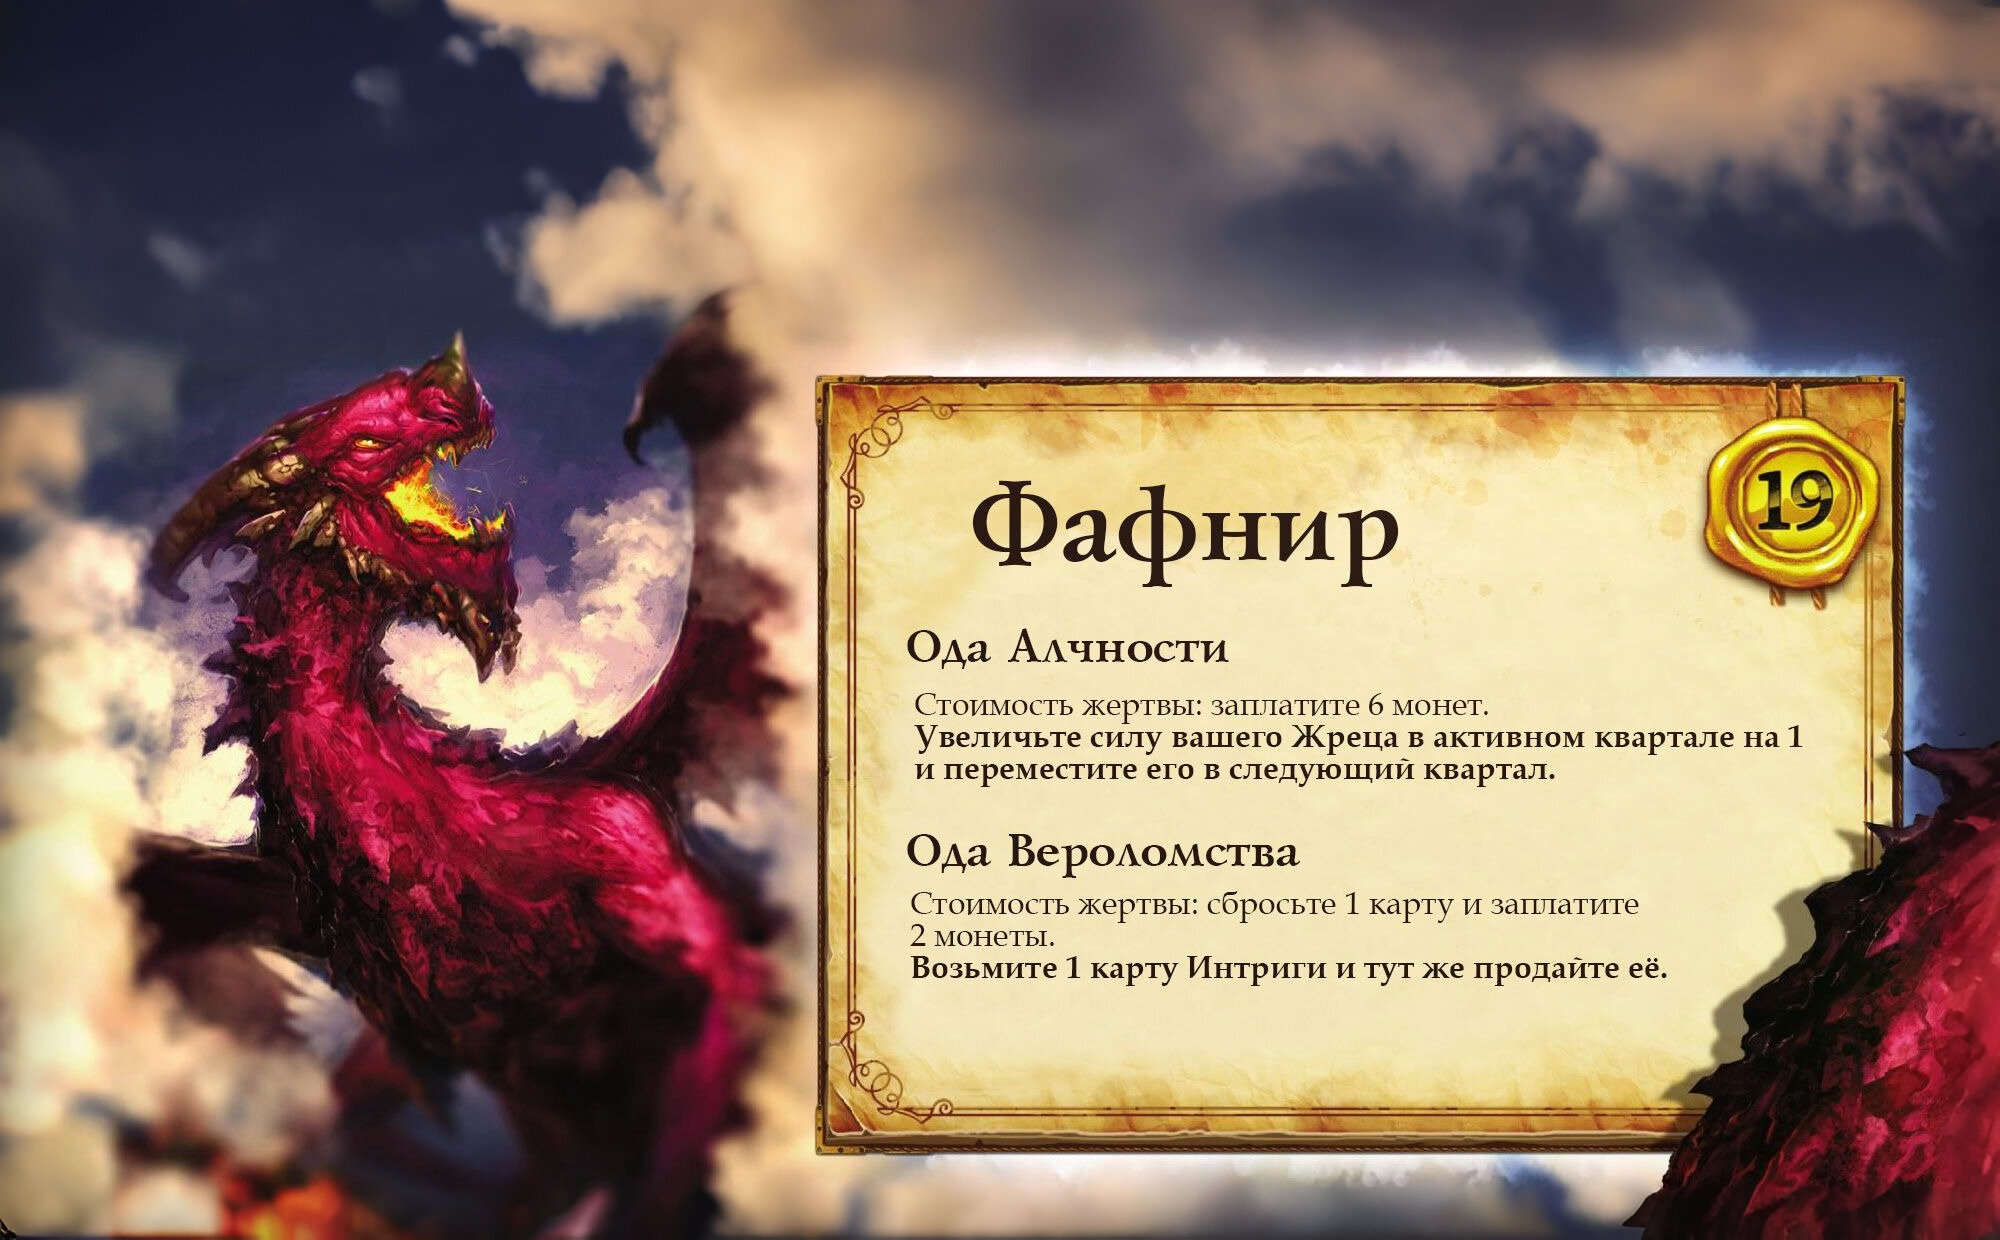 19
Фафнир
Ода Алчности
Стоимость жертвы: заплатите 6 монет.
Увеличьте силу вашего Жреца в активном квартале на 1
и переместите его в следующий квартал.
Ода Вероломства
Стоимость жертвы: сбросьте 1 карту и заплатите
2 монеты.
Возьмите 1 карту Интриги и тут же продайте её.